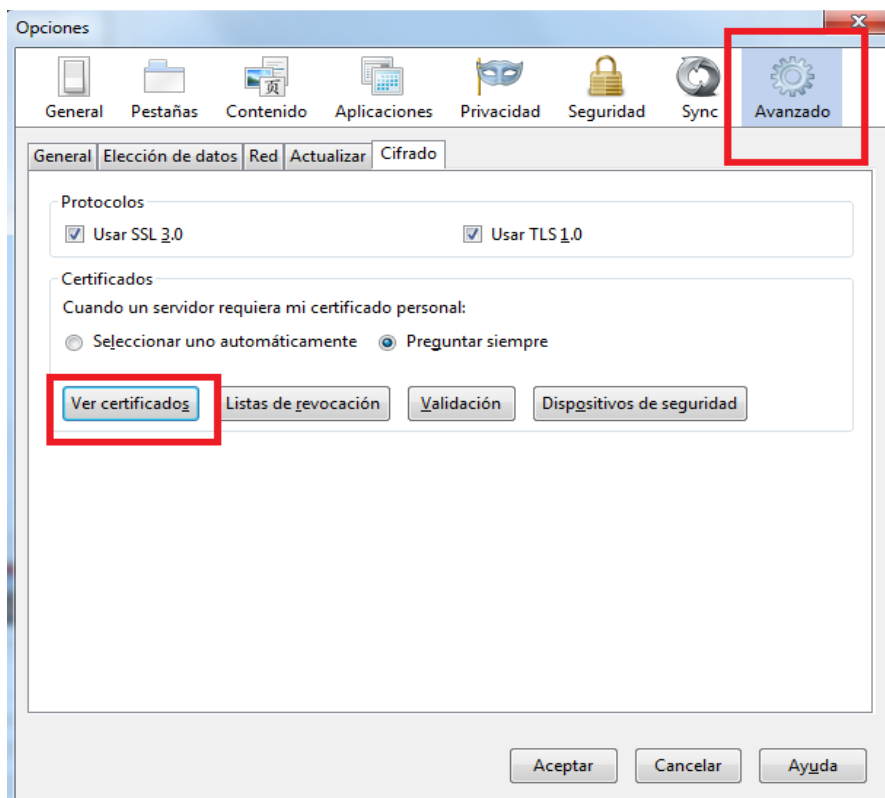 Opciones
x
页
General Pestañas Contenido Aplicaciones Privacidad Seguridad Sync Avanzado
General Elección de datos Red Actualizar Cifrado
Protocolos
Usar SSL 3.0 Usar TLS 1.0
Certificados
Cuando un servidor requiera mi certificado personal:
Seleccionar uno automáticamente Preguntar siempre
Ver certificados Listas de revocación Validación Dispositivos de seguridad
Aceptar Cancelar Ayuda